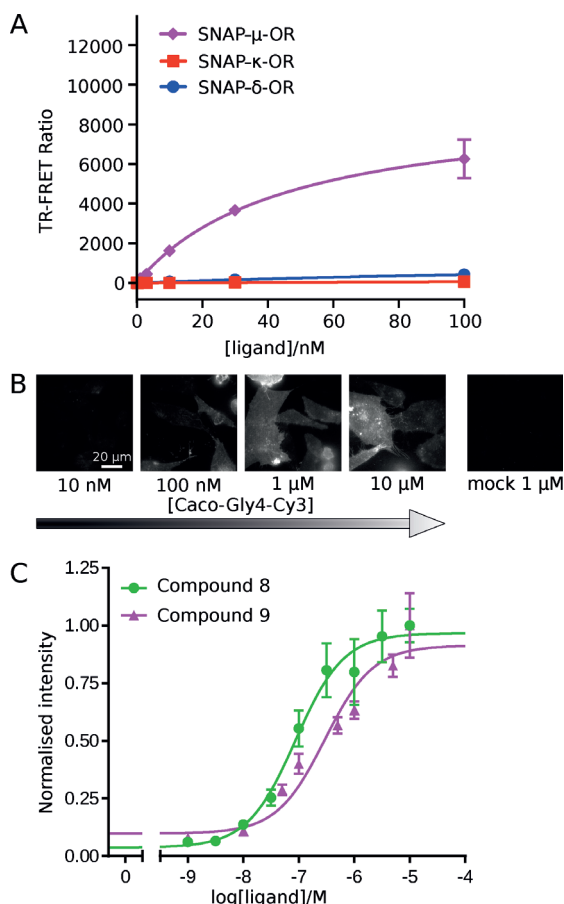 A
SNAP-μ-OR
SNAP-κ-OR
SNAP-δ-OR
TR-FRET Ratio
12000
10000
8000
6000
4000
2000
0
0 20 40 60 80 100
[ligand]/nM
B
20 μm
10 nM 100 nM 1 μM 10 μM mock 1 μM
[Caco-Gly4-Cy3]
C
Compound 8
Compound 9
Normalised intensity
1.25
1.00
0.75
0.50
0.25
0.00
0 -9 -8 -7 -6 -5 -4
log[ligand]/M